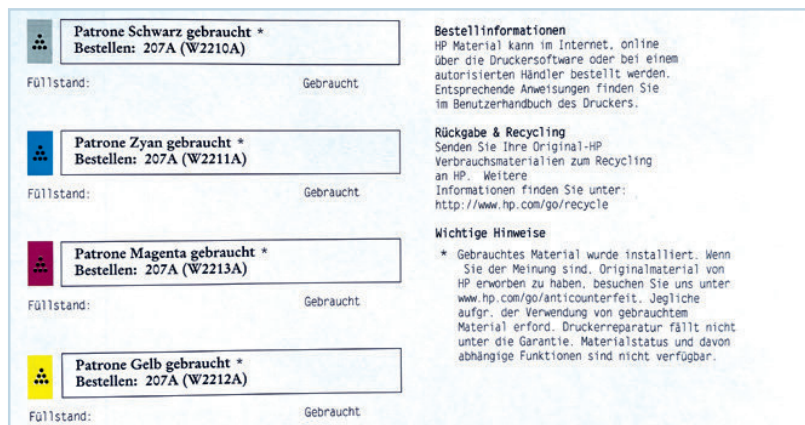 Patrone Schwarz gebraucht *
Bestellen: 207A (W2210A)
Füllstand: Gebraucht
Patrone Zyan gebraucht *
Bestellen: 207A (W2211A)
Füllstand: Gebraucht
Patrone Magenta gebraucht *
Bestellen: 207A (W2213A)
Füllstand: Gebraucht
Patrone Gelb gebraucht *
Bestellen: 207A (W2212A)
Füllstand: Gebraucht
Bestellinformationen
HP Material kann im Internet, online
über die Druckersoftware oder bei einem
autorisierten Händler bestellt werden.
Entsprechende Anweisungen finden Sie
im Benutzerhandbuch des Druckers.
Rückgabe & Recycling
Senden Sie Ihre Original-HP
Verbrauchsmaterialien zum Recycling
an HP. Weitere
Informationen finden Sie unter:
http://www.hp.com/go/recycle
Wichtige Hinweise
* Gebrauchtes Material wurde installiert. Wenn
Sie der Meinung sind, Originalmaterial von
HP erworben zu haben, besuchen Sie uns unter
www.hp.com/go/anticounterfeit. Jegliche
aufgr. der Verwendung von gebrauchtem
Material erford. Druckerreparatur fällt nicht
unter die Garantie. Materialstatus und davon
abhängige Funktionen sind nicht verfügbar.